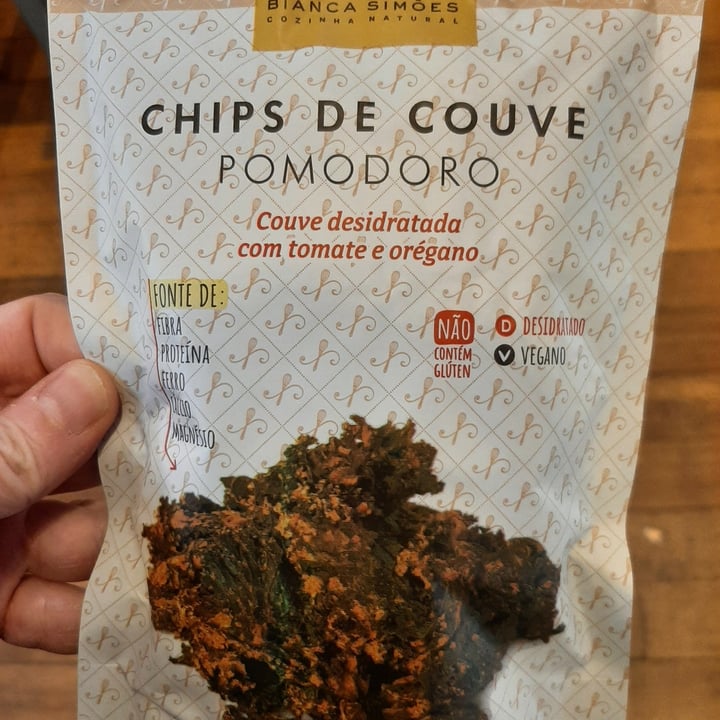 BIANCA SIMÕES
COZINHA NATURAL
CHIPS DE COUVE
POMODORO
Couve desidratada
com tomate e orégano
FONTE DE:
FIBRA
PROTEÍNA
FERRO
CÁLCIO
MAGNÉSIO
NÃO
CONTÉM
GLÚTEN
D DESIDRATADO
V VEGANO